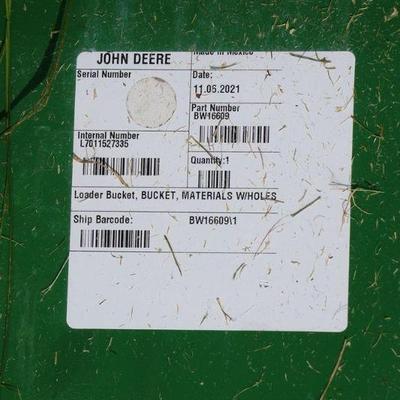 JOHN DEERE
Made in Mexico
Serial Number
Date:
11.05.2021
Part Number
BW16609
Internal Number
L7011527335
Quantity:1
Loader Bucket, BUCKET, MATERIALS W/HOLES
Ship Barcode:
BW16609\1